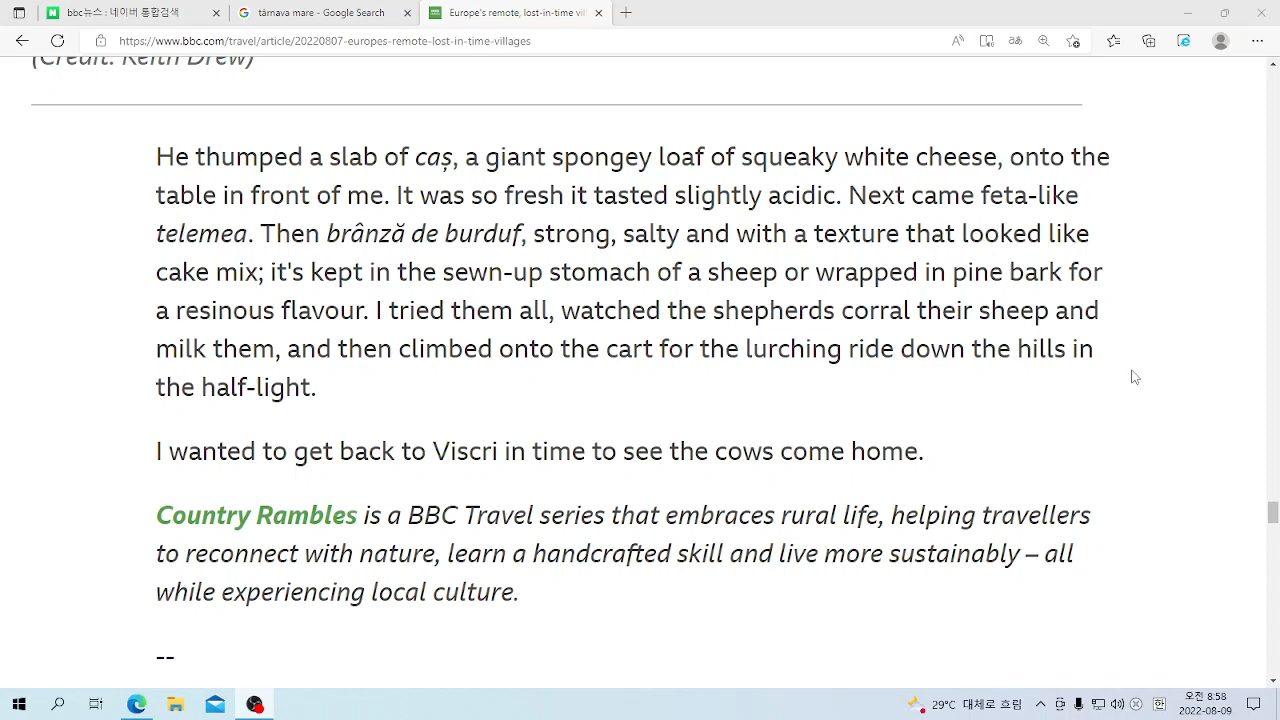 bbc뉴스 : 네이버 통합검색
târnava mare - Google Search
Europe's remote, lost-in-time vil
https://www.bbc.com/travel/article/20220807-europes-remote-lost-in-time-villages
(Credit: Keith Drew)
He thumped a slab of caș, a giant spongey loaf of squeaky white cheese, onto the
table in front of me. It was so fresh it tasted slightly acidic. Next came feta-like
telemea. Then brânză de burduf, strong, salty and with a texture that looked like
cake mix; it's kept in the sewn-up stomach of a sheep or wrapped in pine bark for
a resinous flavour. I tried them all, watched the shepherds corral their sheep and
milk them, and then climbed onto the cart for the lurching ride down the hills in
the half-light.
I wanted to get back to Viscri in time to see the cows come home.
Country Rambles is a BBC Travel series that embraces rural life, helping travellers
to reconnect with nature, learn a handcrafted skill and live more sustainably – all
while experiencing local culture.
--
29°C 대체로 흐림
오전 8:58
2022-08-09